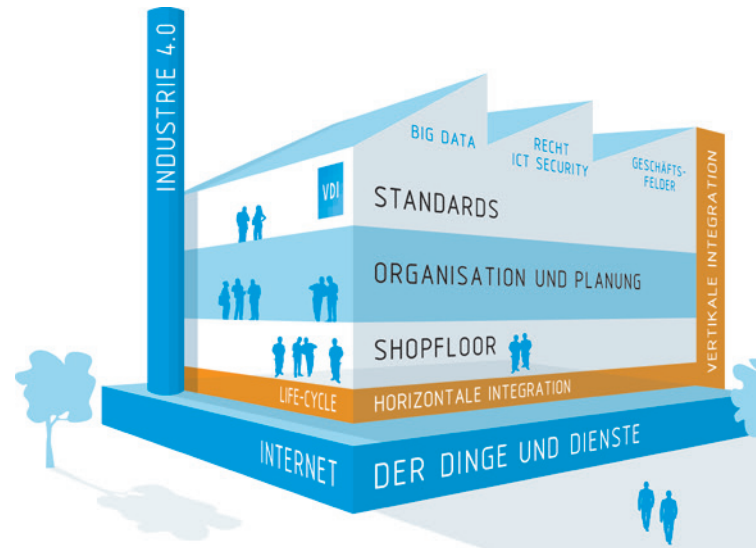 INDUSTRIE 4.0
BIG DATA
RECHT
ICT SECURITY
GESCHÄFTS-
FELDER
VDI
STANDARDS
ORGANISATION UND PLANUNG
SHOPFLOOR
VERTIKALE INTEGRATION
LIFE-CYCLE
HORIZONTALE INTEGRATION
INTERNET DER DINGE UND DIENSTE